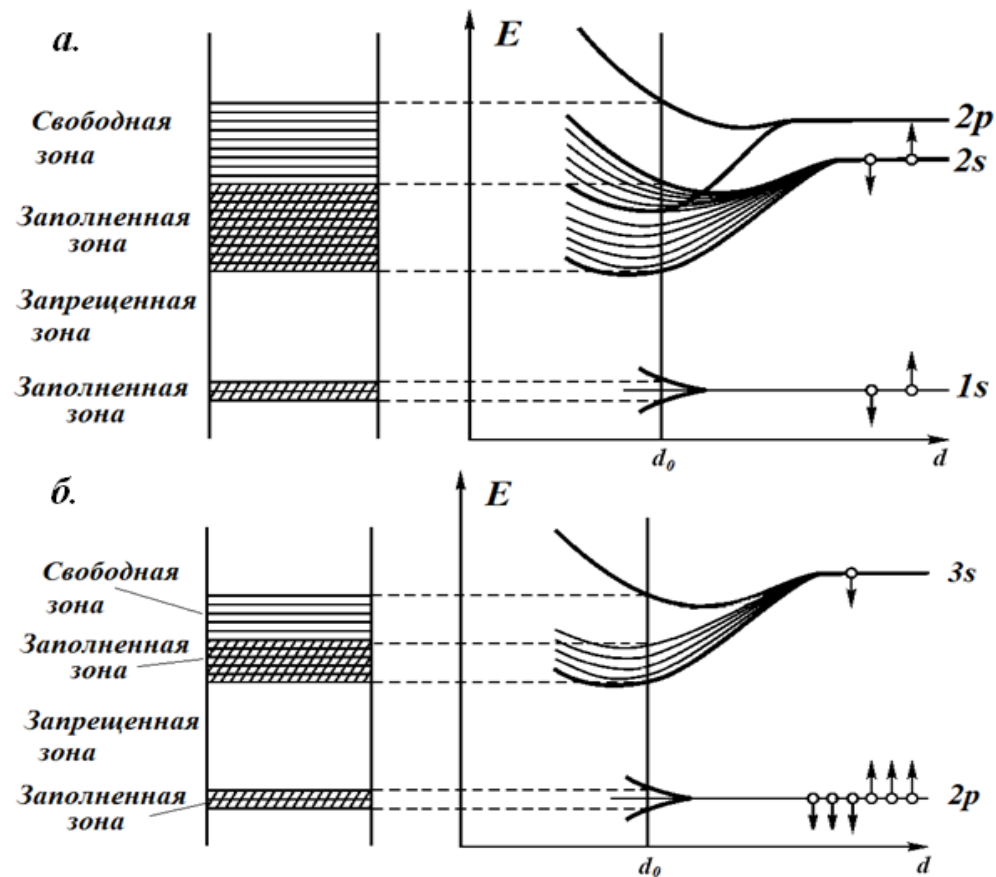 а.
E
Свободная
зона
Заполненная
зона
Запрещенная
зона
Заполненная
зона
2p
2s
1s
d₀
d
б.
E
Свободная
зона
Заполненная
зона
Запрещенная
зона
Заполненная
зона
3s
2p
d₀
d